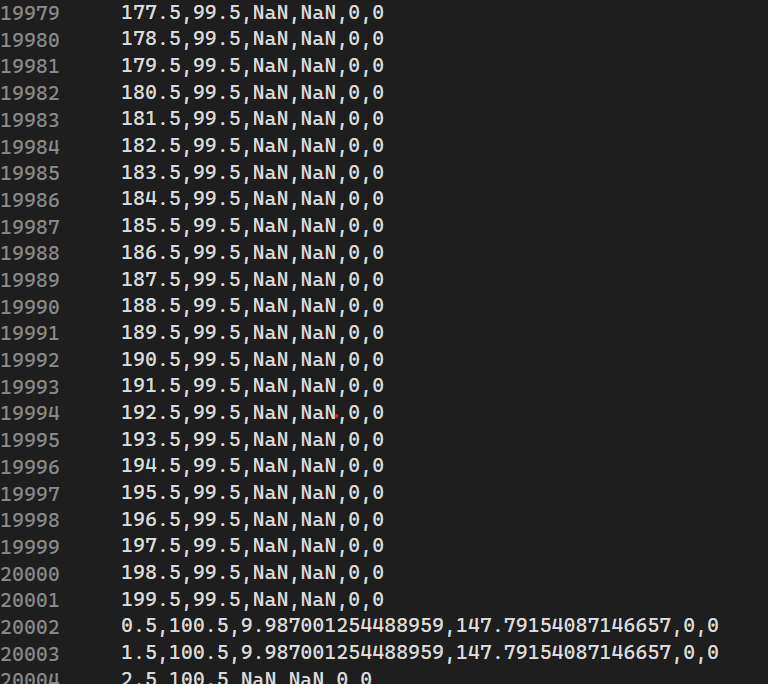 19979 177.5,99.5,NaN,NaN,0,0
19980 178.5,99.5,NaN,NaN,0,0
19981 179.5,99.5,NaN,NaN,0,0
19982 180.5,99.5,NaN,NaN,0,0
19983 181.5,99.5,NaN,NaN,0,0
19984 182.5,99.5,NaN,NaN,0,0
19985 183.5,99.5,NaN,NaN,0,0
19986 184.5,99.5,NaN,NaN,0,0
19987 185.5,99.5,NaN,NaN,0,0
19988 186.5,99.5,NaN,NaN,0,0
19989 187.5,99.5,NaN,NaN,0,0
19990 188.5,99.5,NaN,NaN,0,0
19991 189.5,99.5,NaN,NaN,0,0
19992 190.5,99.5,NaN,NaN,0,0
19993 191.5,99.5,NaN,NaN,0,0
19994 192.5,99.5,NaN,NaN,0,0
19995 193.5,99.5,NaN,NaN,0,0
19996 194.5,99.5,NaN,NaN,0,0
19997 195.5,99.5,NaN,NaN,0,0
19998 196.5,99.5,NaN,NaN,0,0
19999 197.5,99.5,NaN,NaN,0,0
20000 198.5,99.5,NaN,NaN,0,0
20001 199.5,99.5,NaN,NaN,0,0
20002 0.5,100.5,9.987001254488959,147.79154087146657,0,0
20003 1.5,100.5,9.987001254488959,147.79154087146657,0,0
20004 2.5,100.5,NaN,NaN,0,0